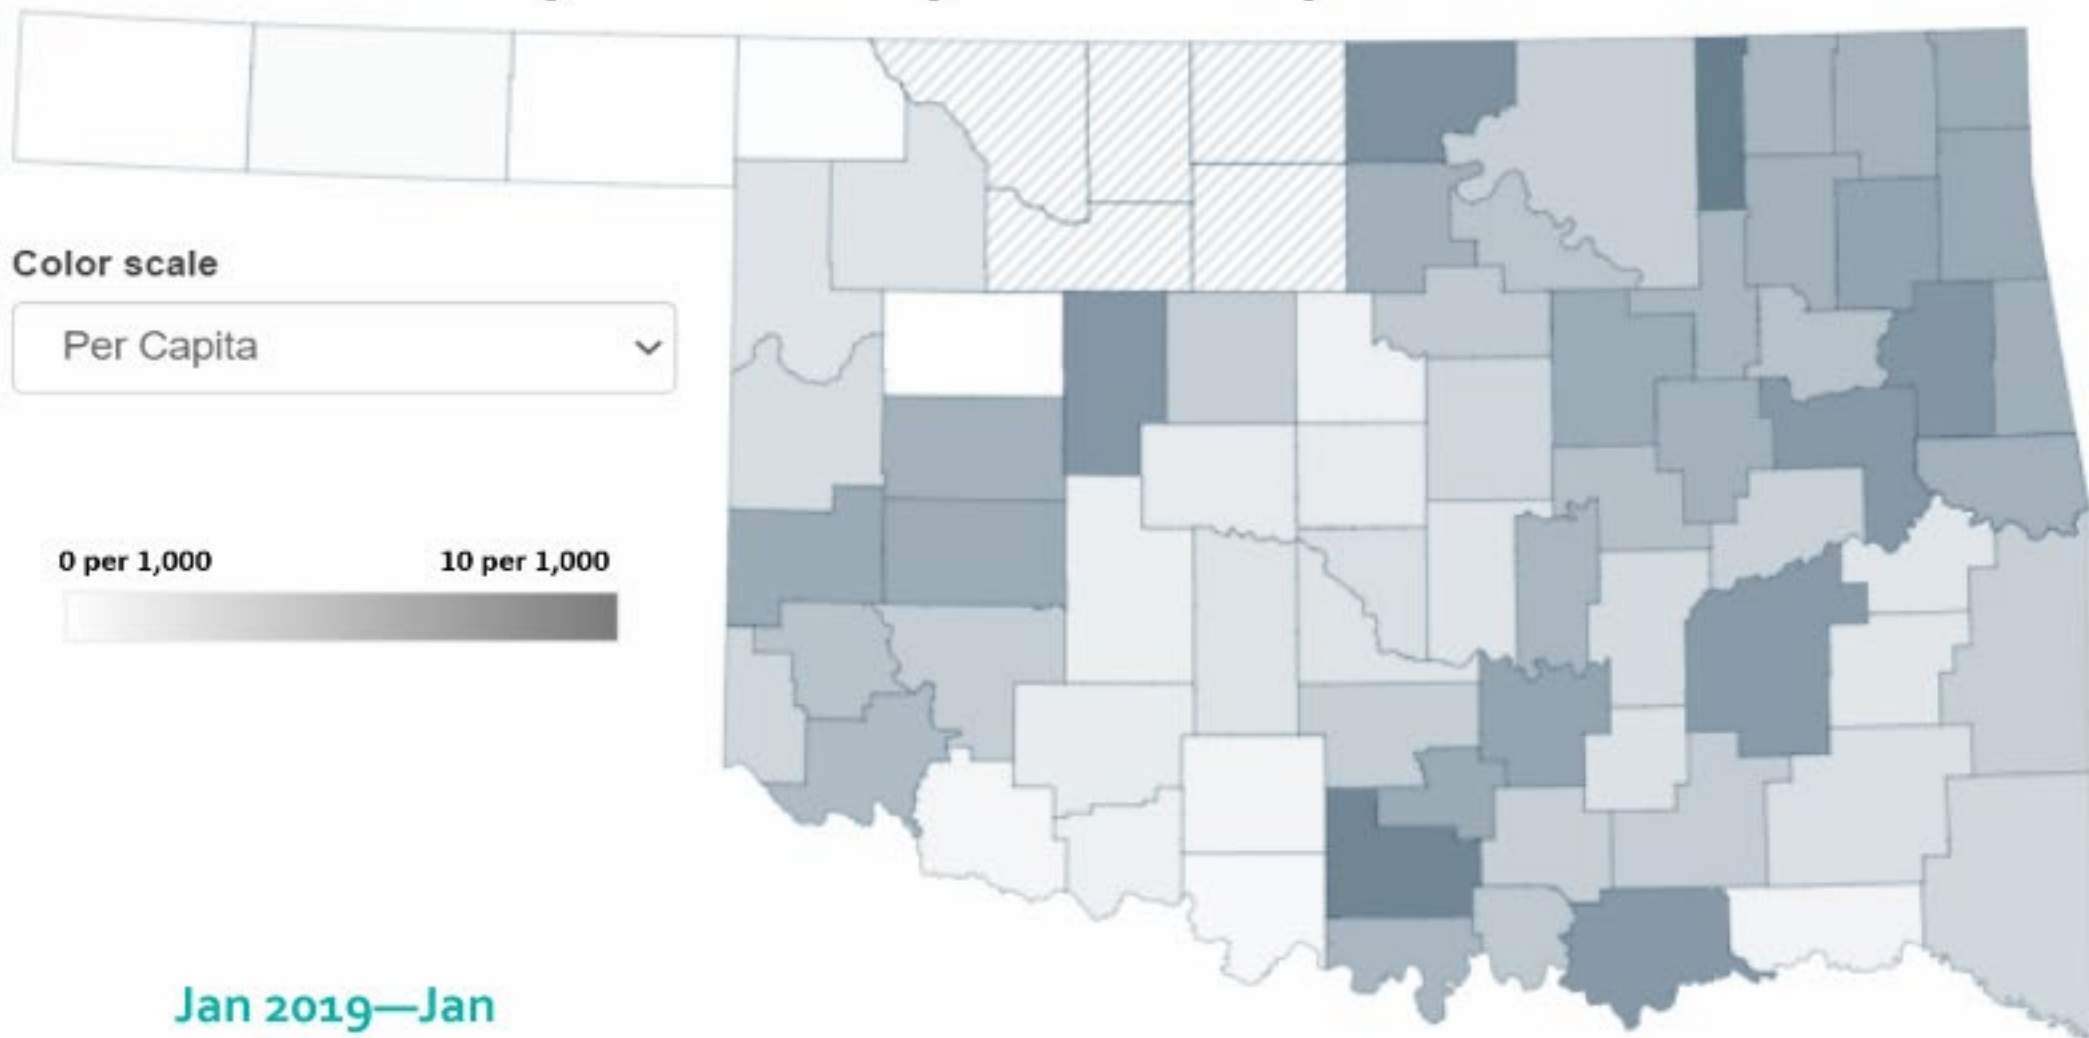 Color scale
Per Capita
0 per 1,000 10 per 1,000
Jan 2019—Jan